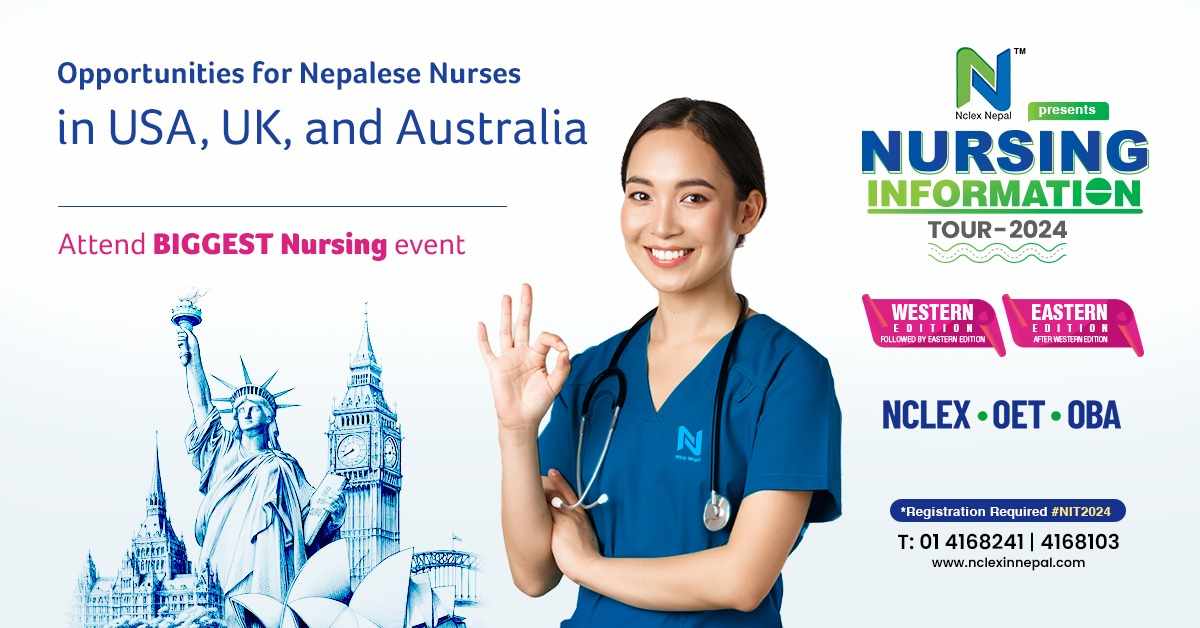 Opportunities for Nepalese Nurses
in USA, UK, and Australia
Attend BIGGEST Nursing event
N TM
Nclex Nepal
presents
NURSING
INFORMATION
TOUR-2024
WESTERN
EDITION
FOLLOWED BY EASTERN EDITION
EASTERN
EDITION
AFTER WESTERN EDITION
NCLEX • OET • OBA
*Registration Required #NIT2024
T: 01 4168241 | 4168103
www.nclexinnepal.com
N
Nclex Nepal